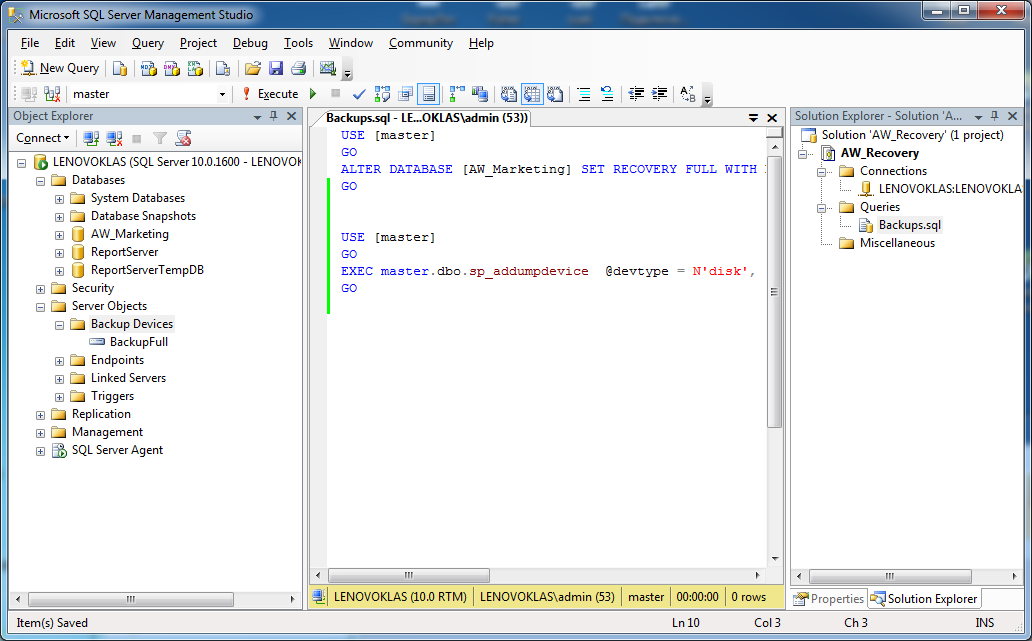 Microsoft SQL Server Management Studio
File Edit View Query Project Debug Tools Window Community Help
New Query
master Execute
Object Explorer
Connect
LENOVOKLAS (SQL Server 10.0.1600 - LENOVOK
Databases
System Databases
Database Snapshots
AW_Marketing
ReportServer
ReportServerTempDB
Security
Server Objects
Backup Devices
BackupFull
Endpoints
Linked Servers
Triggers
Replication
Management
SQL Server Agent
Backups.sql - LE...OKLAS\admin (53))
USE [master]
GO
ALTER DATABASE [AW_Marketing] SET RECOVERY FULL WITH
GO
USE [master]
GO
EXEC master.dbo.sp_addumpdevice @devtype = N'disk',
GO
LENOVOKLAS (10.0 RTM) LENOVOKLAS\admin (53) master 00:00:00 0 rows
Solution Explorer - Solution 'A...
Solution 'AW_Recovery' (1 project)
AW_Recovery
Connections
LENOVOKLAS:LENOVOKLA
Queries
Backups.sql
Miscellaneous
Properties Solution Explorer
Item(s) Saved Ln 10 Col 3 Ch 3 INS